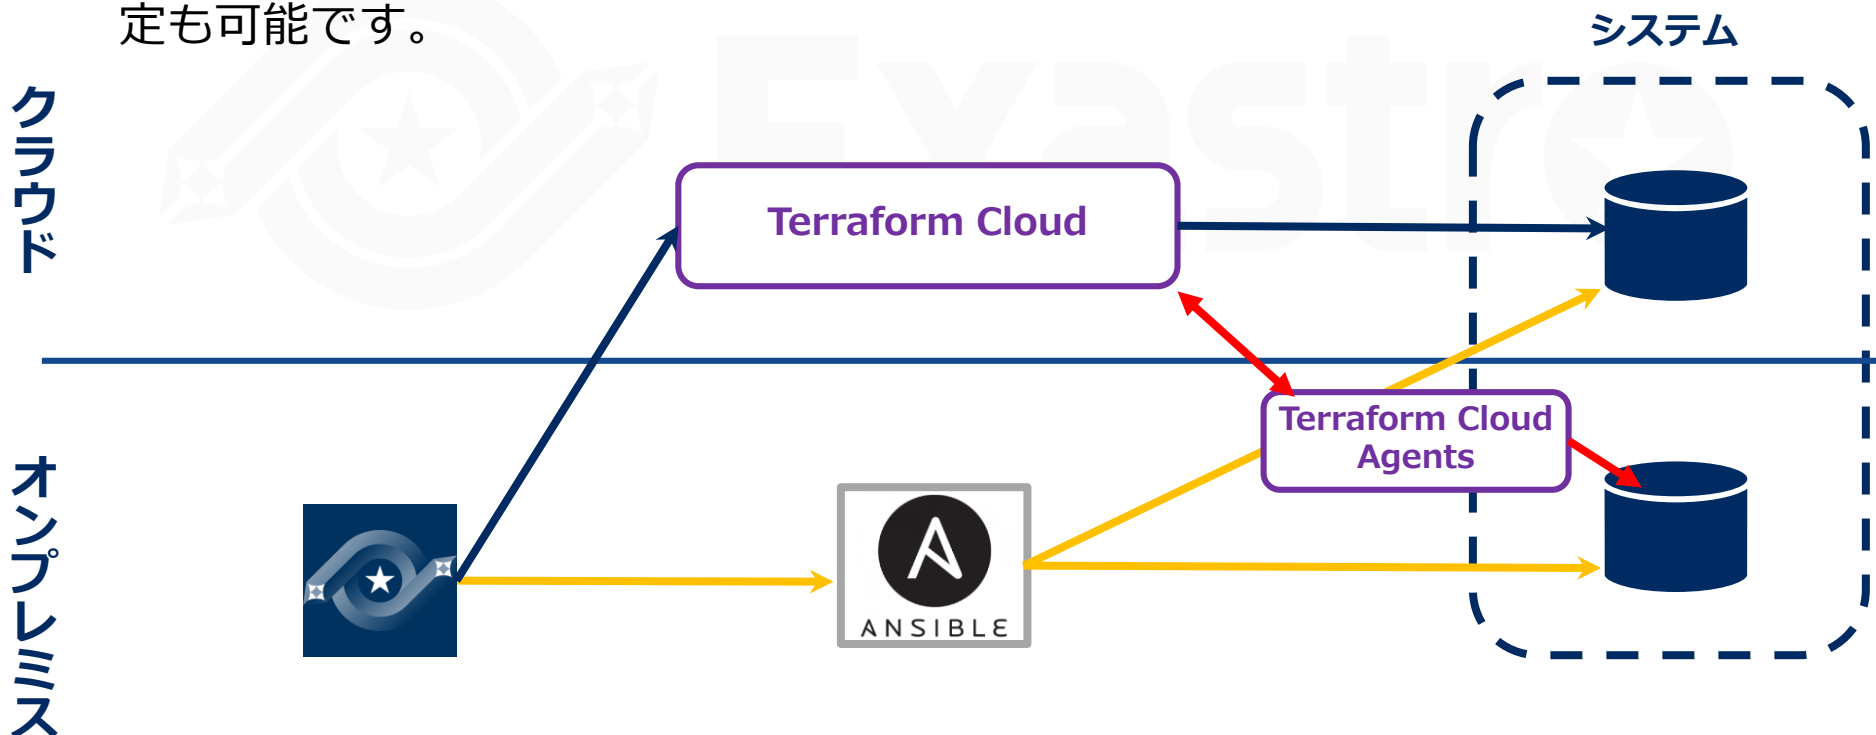 定も可能です。
システム
クラウド
Exastro
Terraform Cloud
Terraform Cloud
Agents
オンプレミス
ANSIBLE